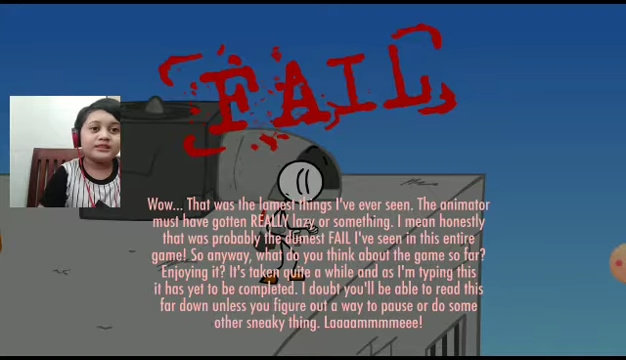 FAIL
Wow... That was the lamest things I've ever seen. The animator
must have gotten REALLY lazy or something. I mean honestly
that was probably the dumest FAIL I've seen in this entire
game! So anyway, what do you think about the game so far?
Enjoying it? It's taken quite a while and as I'm typing this
it has yet to be completed. I doubt you'll be able to read this
far down unless you figure out a way to pause or do some
other sneaky thing. Laaaammmmeee!